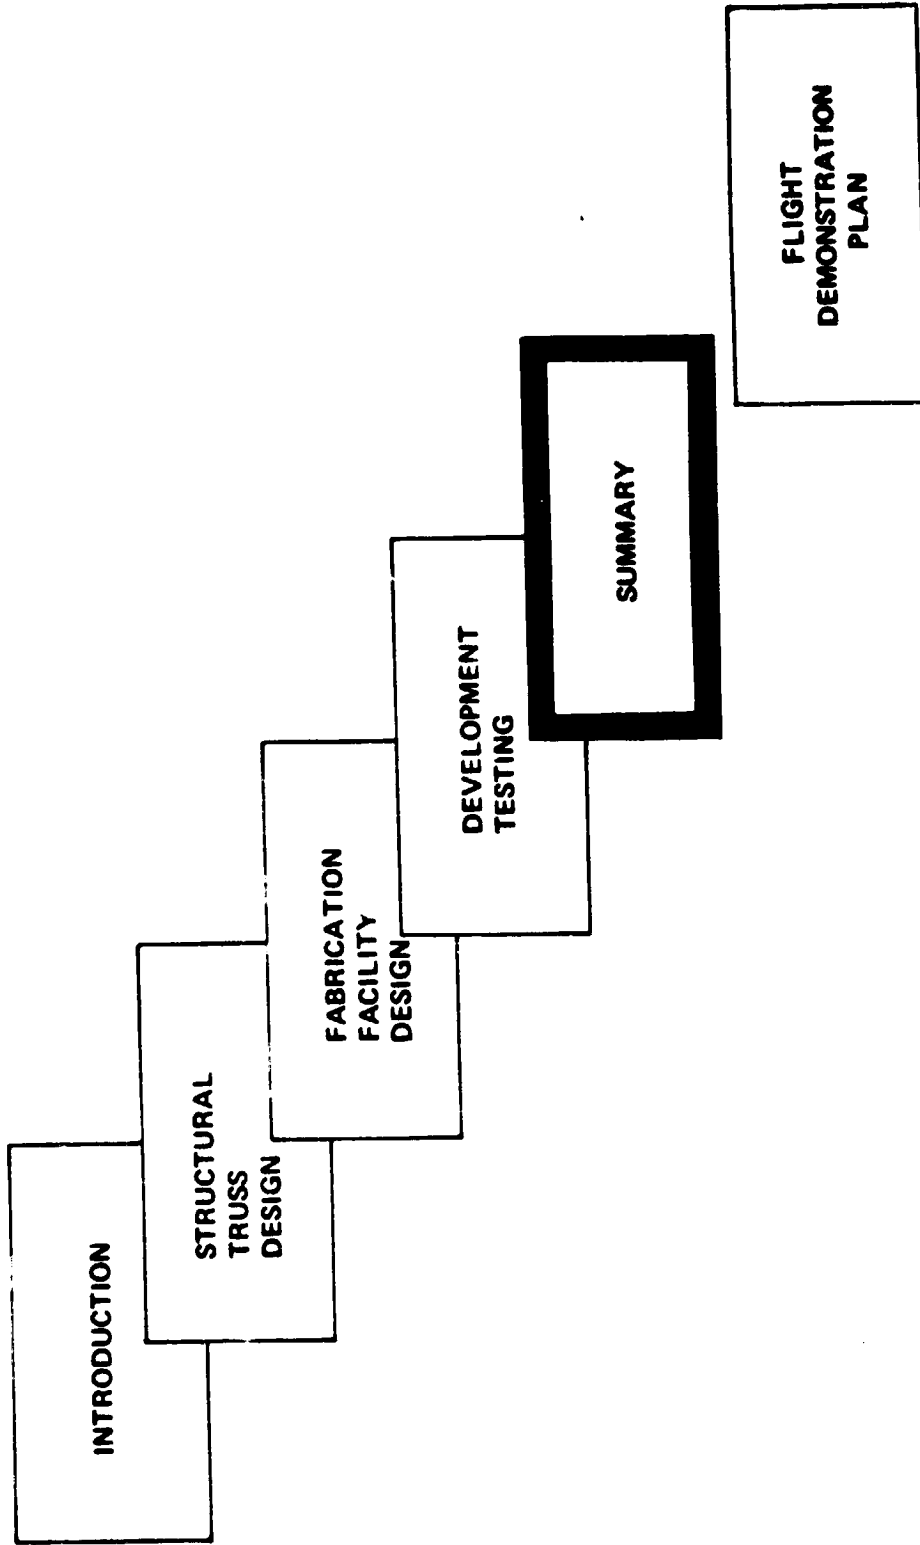 INTRODUCTION
STRUCTURAL
TRUSS
DESIGN
FABRICATION
FACILITY
DESIGN
DEVELOPMENT
TESTING
SUMMARY
FLIGHT
DEMONSTRATION
PLAN